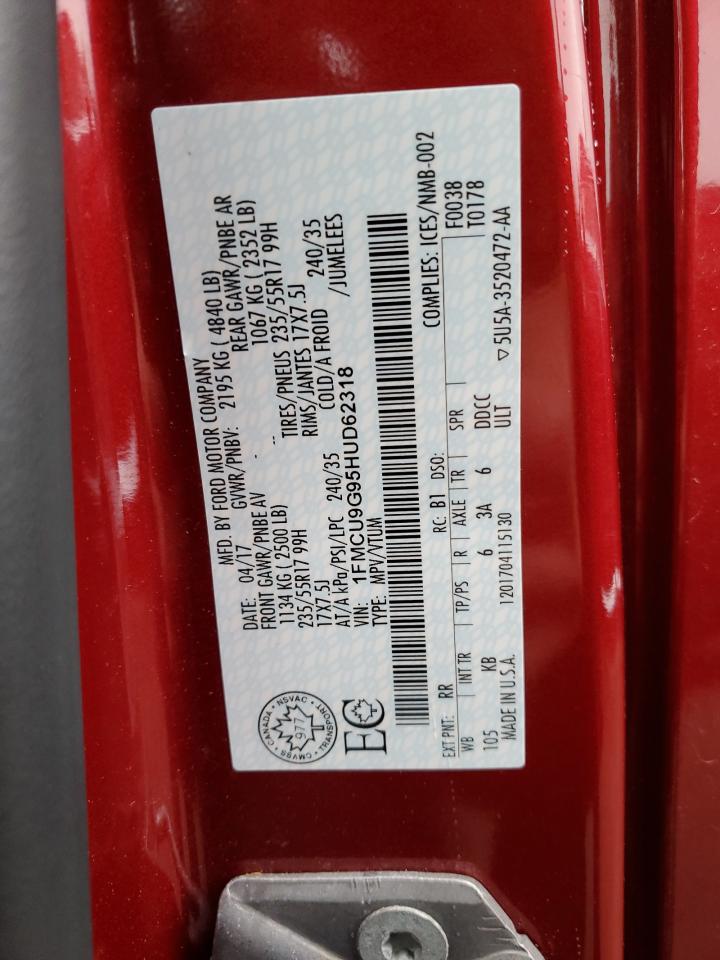 MFD. BY FORD MOTOR COMPANY
DATE: 04/17 GVWR/PNBV: 2195 KG ( 4840 LB)
FRONT GAWR/PNBE AV REAR GAWR/PNBE AR
1134 KG ( 2500 LB) 1067 KG ( 2352 LB)
235/55R17 99H TIRES/PNEUS 235/55R17 99H
17X7.5J RIMS/JANTES 17X7.5J
AT/A kPa/PSI/LPC 240/35 COLD/A FROID 240/35
VIN: 1FMCU9G95HUD62318 /JUMELEES
TYPE: MPV/VTUM
CANADA • NSVAC • TRANSPORT • CMVSS •
977
EC
COMPLIES: ICES/NMB-002
EXT PNT: RR RC: B1 DSO: F0038
T0178
WB INT TR TP/PS R AXLE TR SPR
105 KB 6 3A 6 DDCC
MADE IN U.S.A. 1201704115130 ULT
▽5U5A-3520472-AA